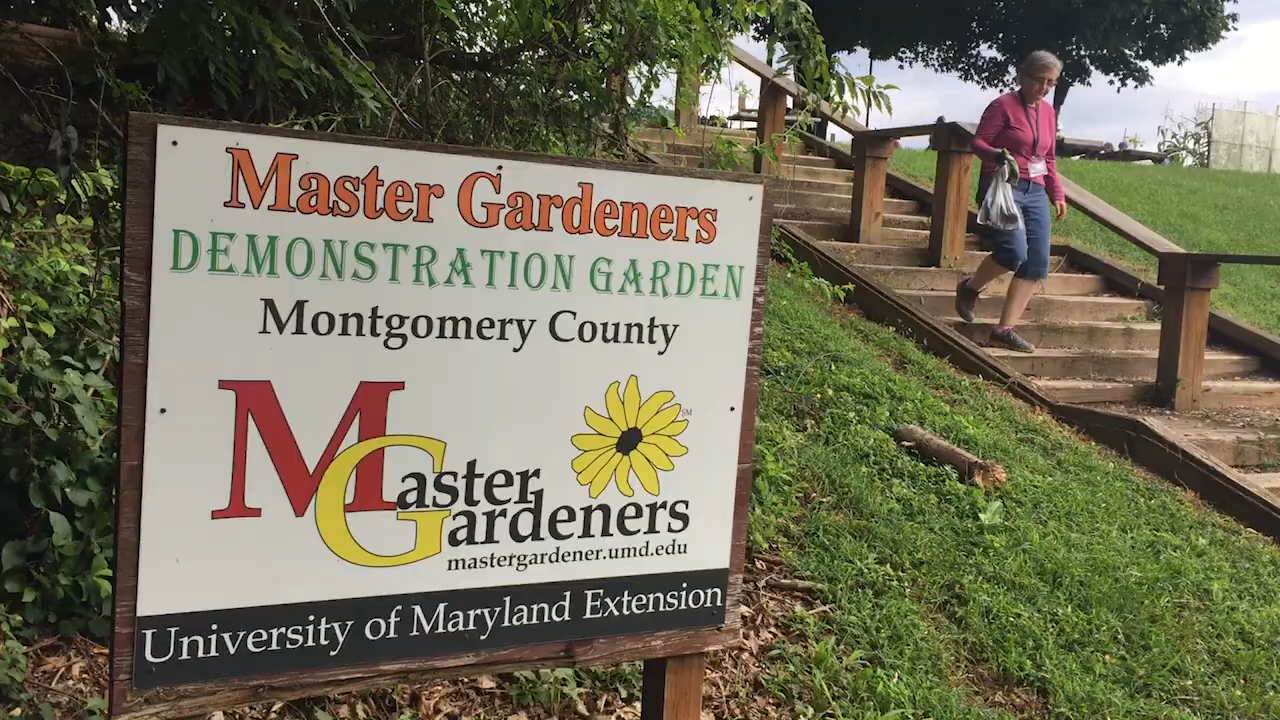 Master Gardeners
DEMONSTRATION GARDEN
Montgomery County
Master
Gardeners
SM
mastergardener.umd.edu
University of Maryland Extension